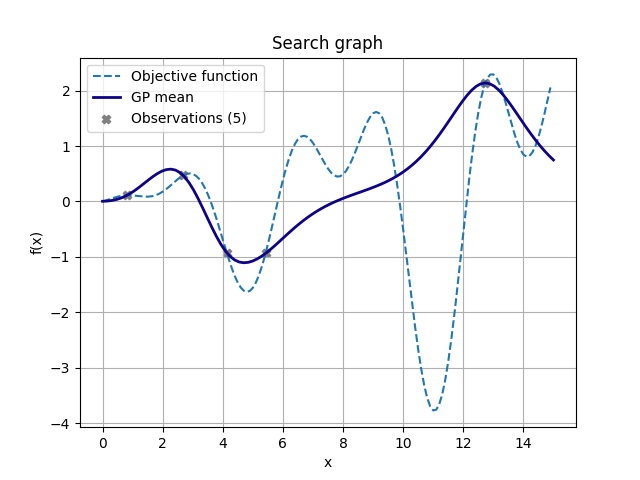 Search graph
Objective function
GP mean
Observations (5)
2
1
0
−1
−2
−3
−4
f(x)
0 2 4 6 8 10 12 14
x